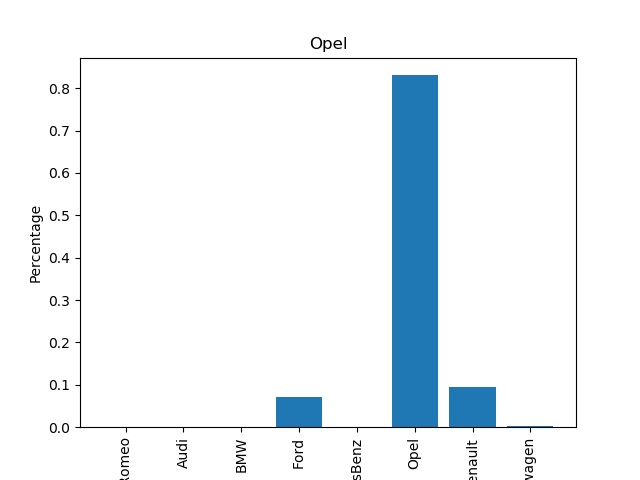 Opel
Percentage
0.8
0.7
0.6
0.5
0.4
0.3
0.2
0.1
0.0
Romeo
Audi
BMW
Ford
sBenz
Opel
enault
wagen